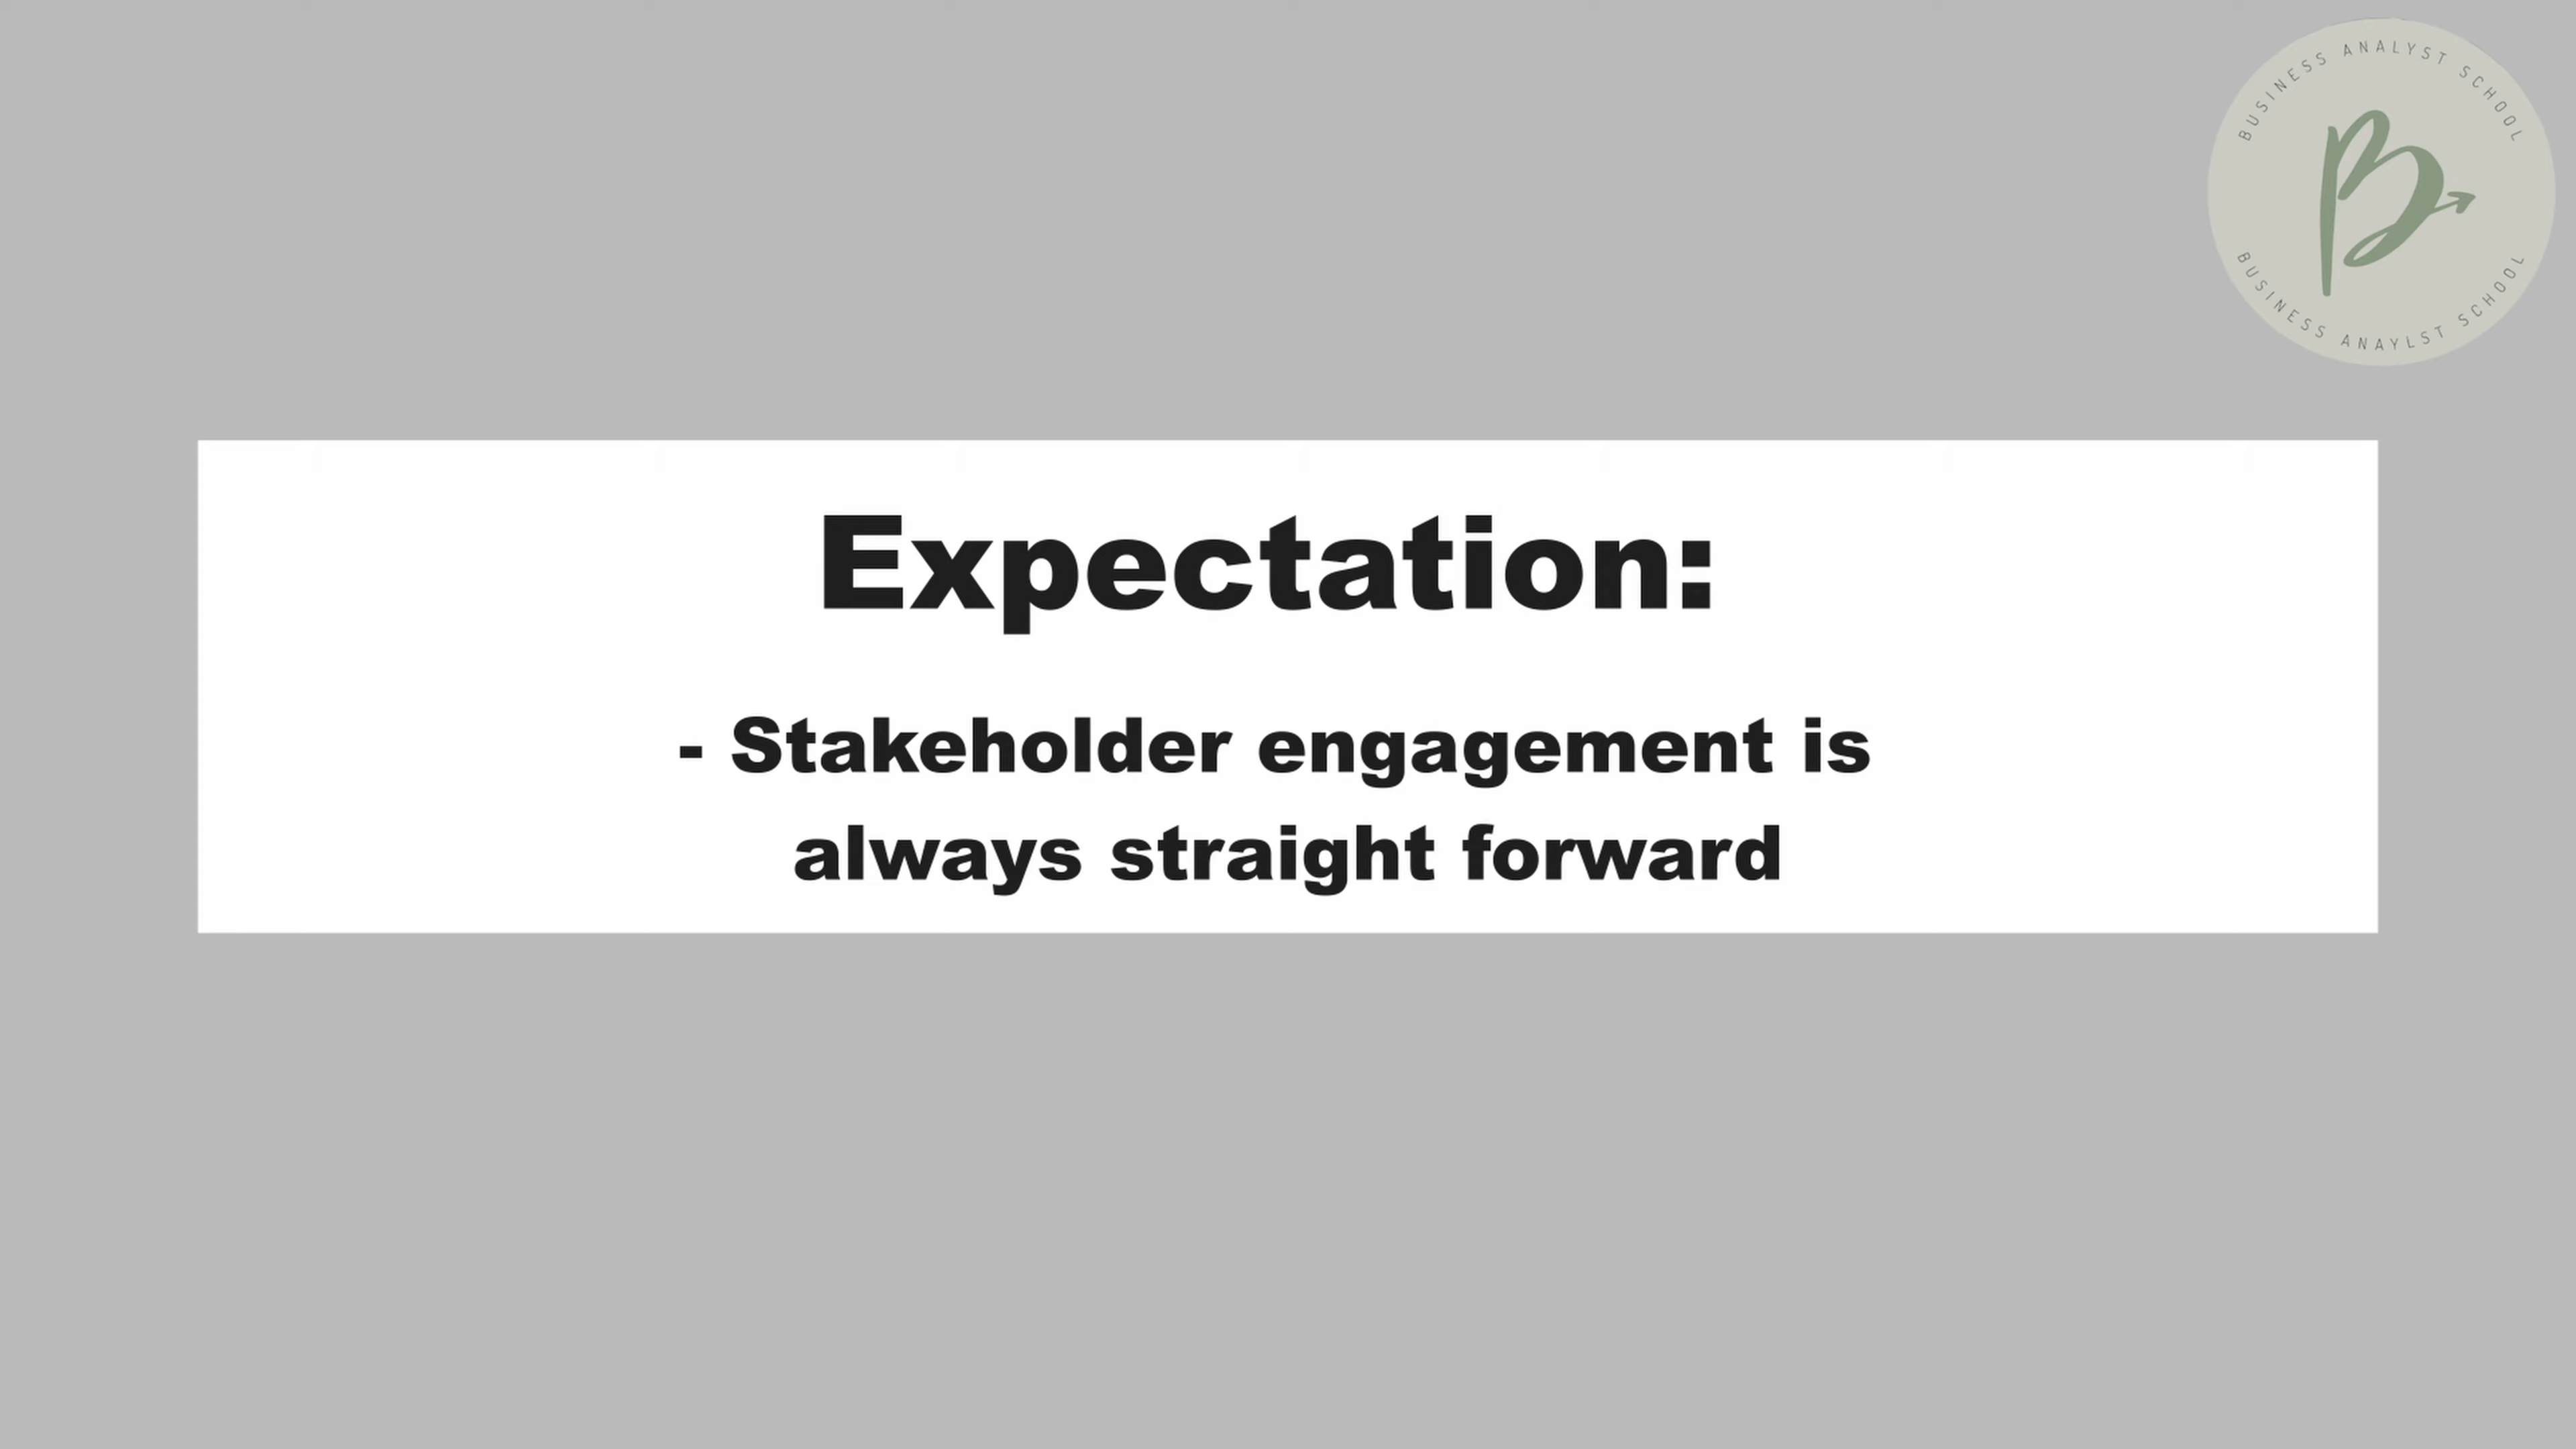 BUSINESS ANALYST SCHOOL
BUSINESS ANAYLST SCHOOL
Expectation:
- Stakeholder engagement is
always straight forward